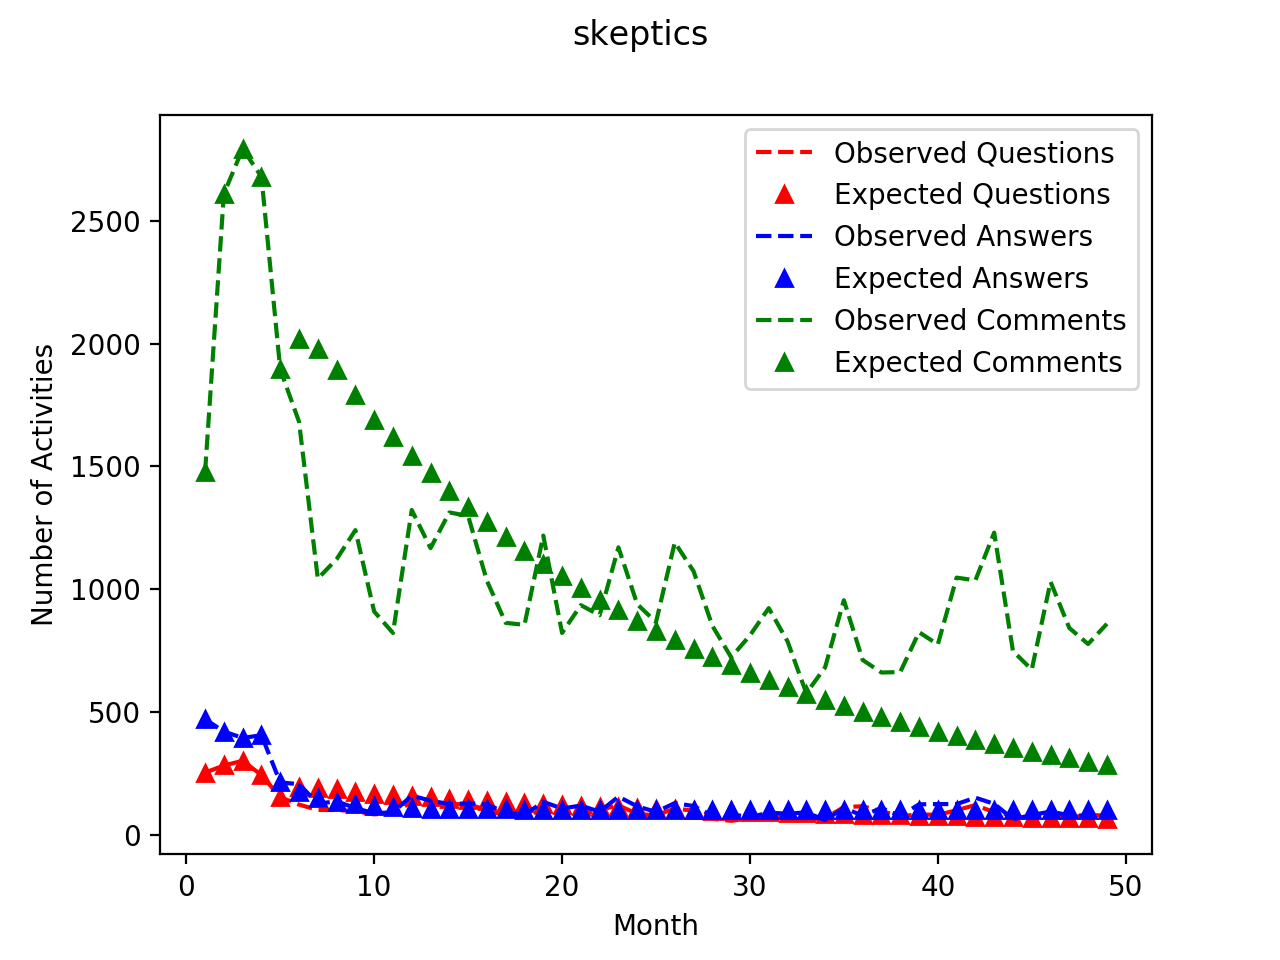 skeptics
Observed Questions
Expected Questions
Observed Answers
Expected Answers
Observed Comments
Expected Comments
2500
2000
1500
1000
500
0
Number of Activities
0 10 20 30 40 50
Month